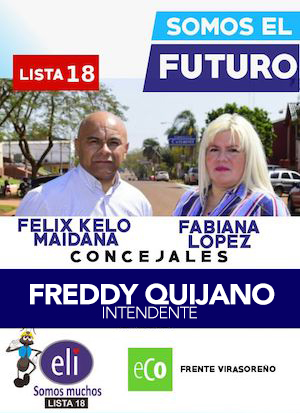 SOMOS EL
FUTURO
LISTA 18
FELIX KELO
MAIDANA
FABIANA
LOPEZ
CONCEJALES
FREDDY QUIJANO
INTENDENTE
eli
Somos muchos
LISTA 18
eco
FRENTE VIRASOREÑO